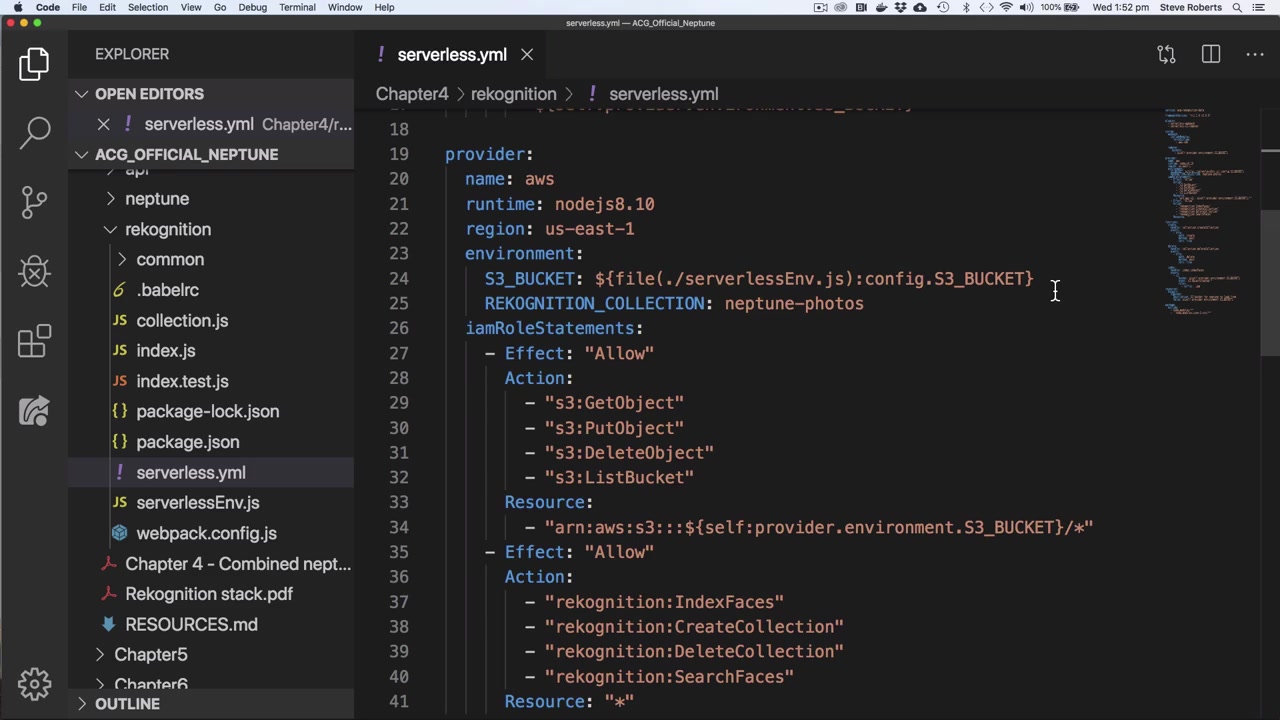 Code File Edit Selection View Go Debug Terminal Window Help 100% Wed 1:52 pm Steve Roberts
serverless.yml — ACG_Official_Neptune
EXPLORER
OPEN EDITORS
! serverless.yml Chapter4/r...
ACG_OFFICIAL_NEPTUNE
api
neptune
rekognition
common
.babelrc
JS collection.js
JS index.js
JS index.test.js
{} package-lock.json
{} package.json
! serverless.yml
JS serverlessEnv.js
webpack.config.js
Chapter 4 - Combined nept...
Rekognition stack.pdf
RESOURCES.md
Chapter5
Chapter6
OUTLINE
! serverless.yml
Chapter4 > rekognition > ! serverless.yml
18
19 provider:
20 name: aws
21 runtime: nodejs8.10
22 region: us-east-1
23 environment:
24 S3_BUCKET: ${file(./serverlessEnv.js):config.S3_BUCKET}
25 REKOGNITION_COLLECTION: neptune-photos
26 iamRoleStatements:
27 - Effect: "Allow"
28 Action:
29 - "s3:GetObject"
30 - "s3:PutObject"
31 - "s3:DeleteObject"
32 - "s3:ListBucket"
33 Resource:
34 - "arn:aws:s3:::${self:provider.environment.S3_BUCKET}/*"
35 - Effect: "Allow"
36 Action:
37 - "rekognition:IndexFaces"
38 - "rekognition:CreateCollection"
39 - "rekognition:DeleteCollection"
40 - "rekognition:SearchFaces"
41 Resource: "*"